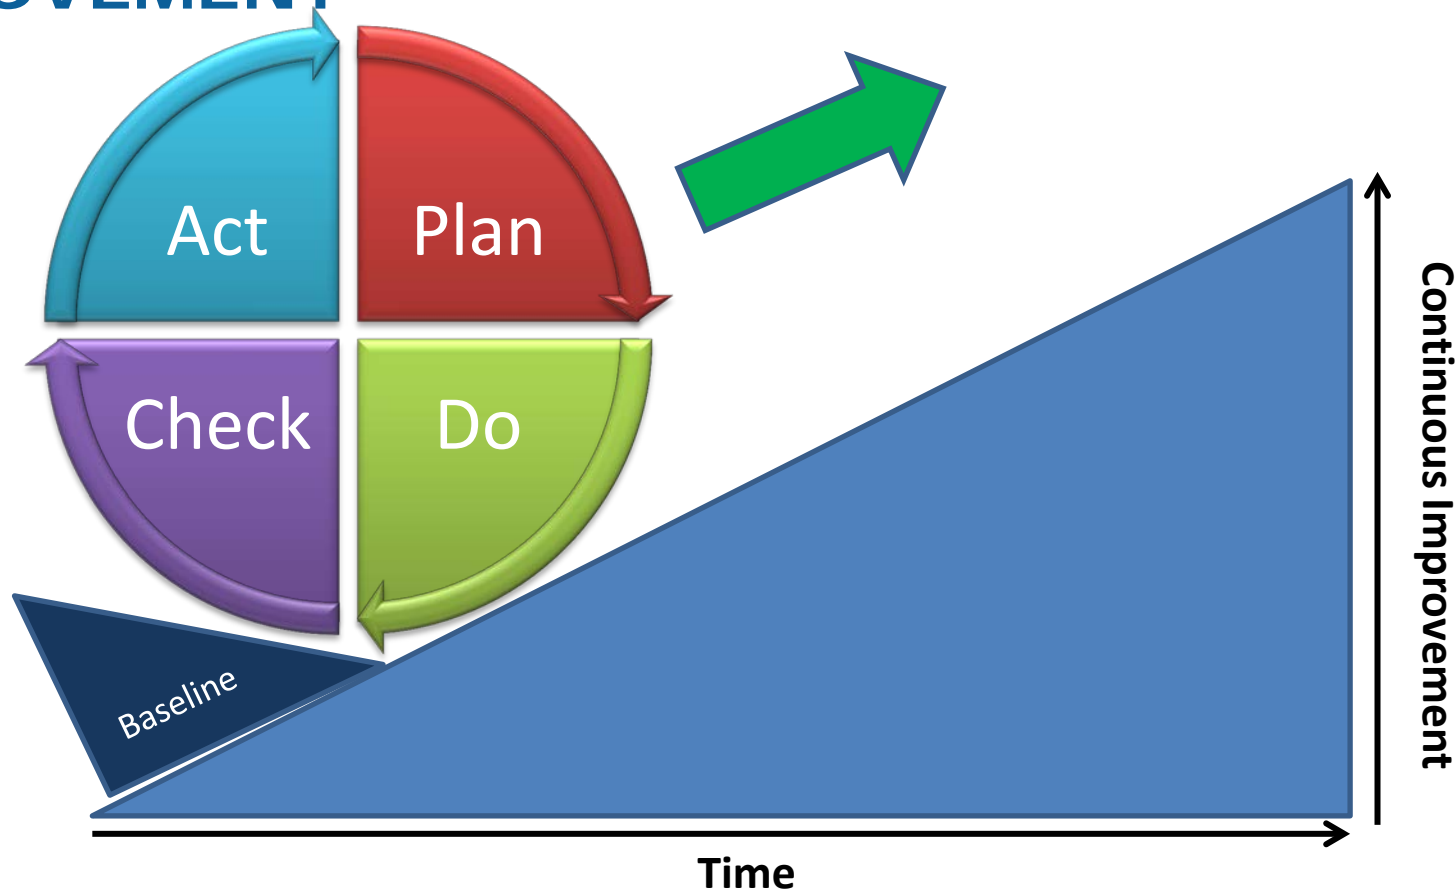 Act
Plan
Check
Do
Baseline
Continuous Improvement
Time